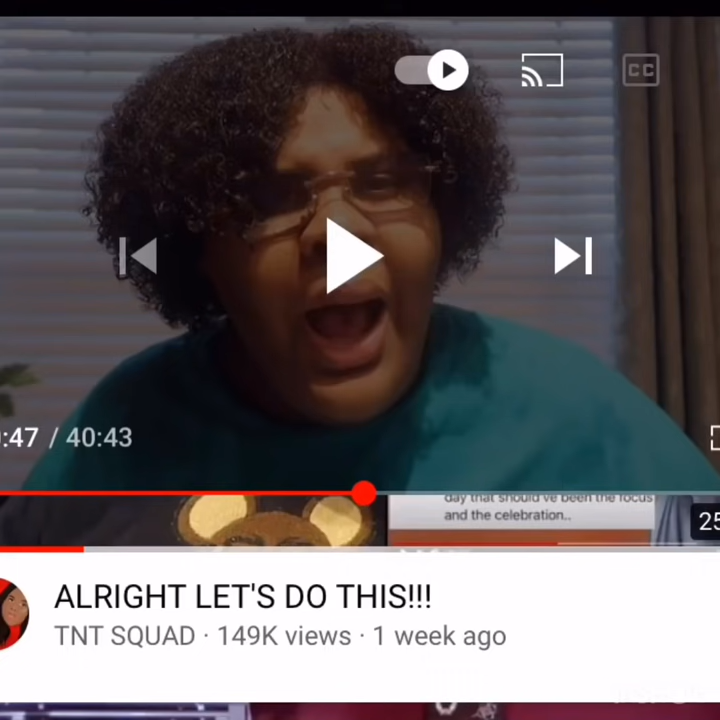 CC
:47 / 40:43
day that should've been the focus
and the celebration..
25
ALRIGHT LET'S DO THIS!!!
TNT SQUAD · 149K views · 1 week ago